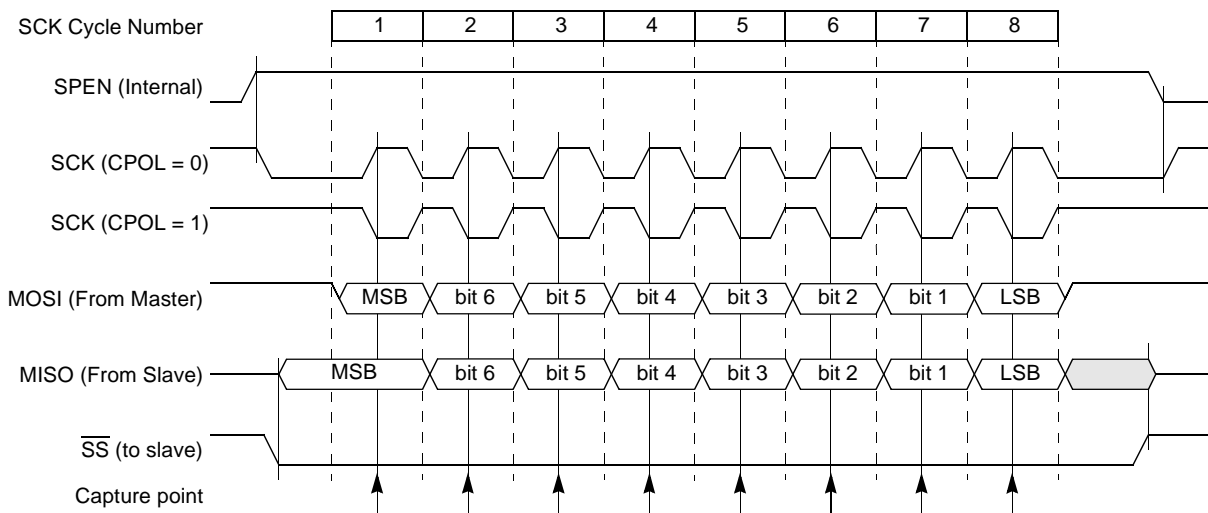 SCK Cycle Number 1 2 3 4 5 6 7 8
SPEN (Internal)
SCK (CPOL = 0)
SCK (CPOL = 1)
MOSI (From Master) MSB bit 6 bit 5 bit 4 bit 3 bit 2 bit 1 LSB
MISO (From Slave) MSB bit 6 bit 5 bit 4 bit 3 bit 2 bit 1 LSB
SS (to slave)
Capture point